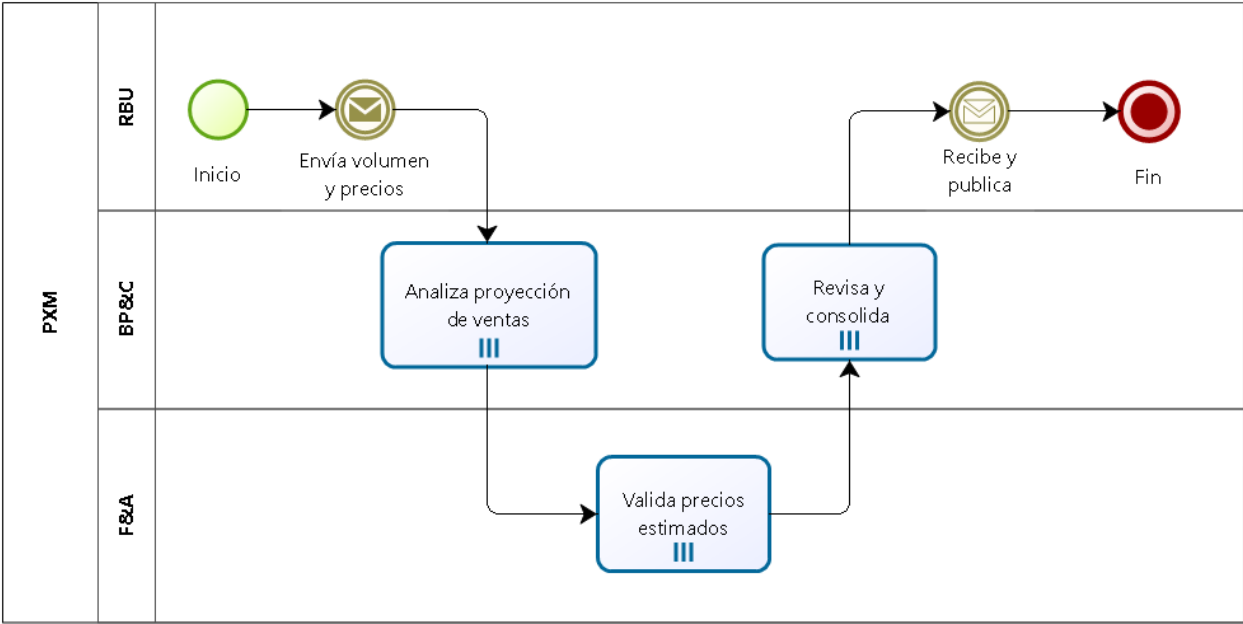 PXM
RBU
Inicio
Envía volumen
y precios
Recibe y
publica
Fin
BP&C
Analiza proyección
de ventas
Revisa y
consolida
F&A
Valida precios
estimados